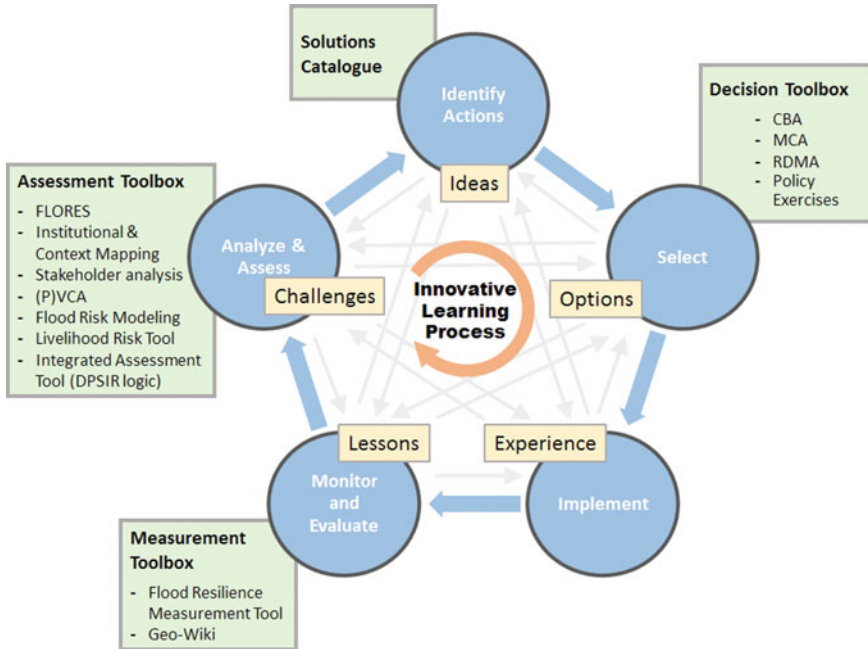 Solutions
Catalogue
Identify
Actions
Ideas
Decision Toolbox
- CBA
- MCA
- RDMA
- Policy
Exercises
Assessment Toolbox
- FLORES
- Institutional &
Context Mapping
- Stakeholder analysis
- (P)VCA
- Flood Risk Modeling
- Livelihood Risk Tool
- Integrated Assessment
Tool (DPSIR logic)
Analyze &
Assess
Challenges
Innovative
Learning
Process
Select
Options
Lessons
Monitor
and
Evaluate
Experience
Implement
Measurement
Toolbox
- Flood Resilience
Measurement Tool
- Geo-Wiki